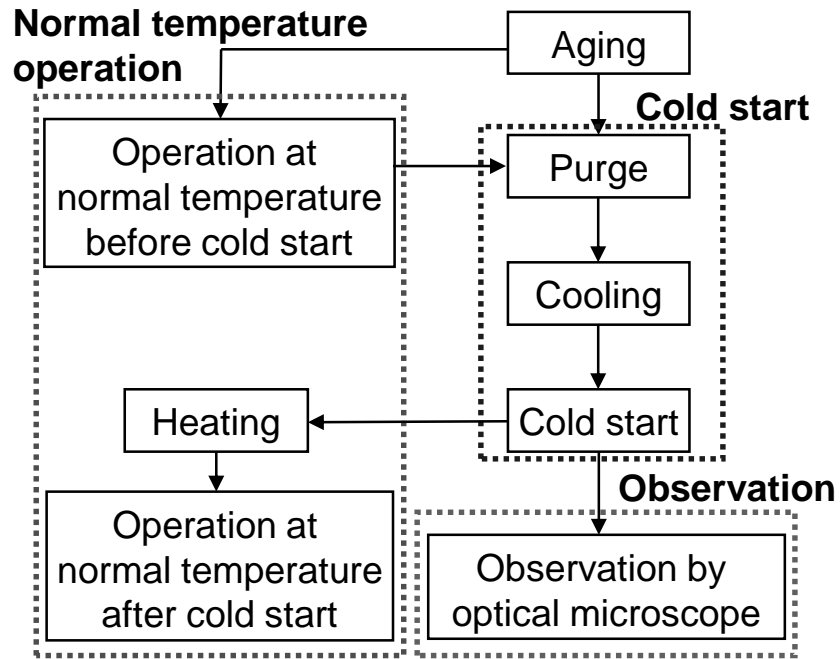 Normal temperature
operation
Aging
Cold start
Operation at
normal temperature
before cold start
Purge
Cooling
Heating
Cold start
Operation at
normal temperature
after cold start
Observation
Observation by
optical microscope